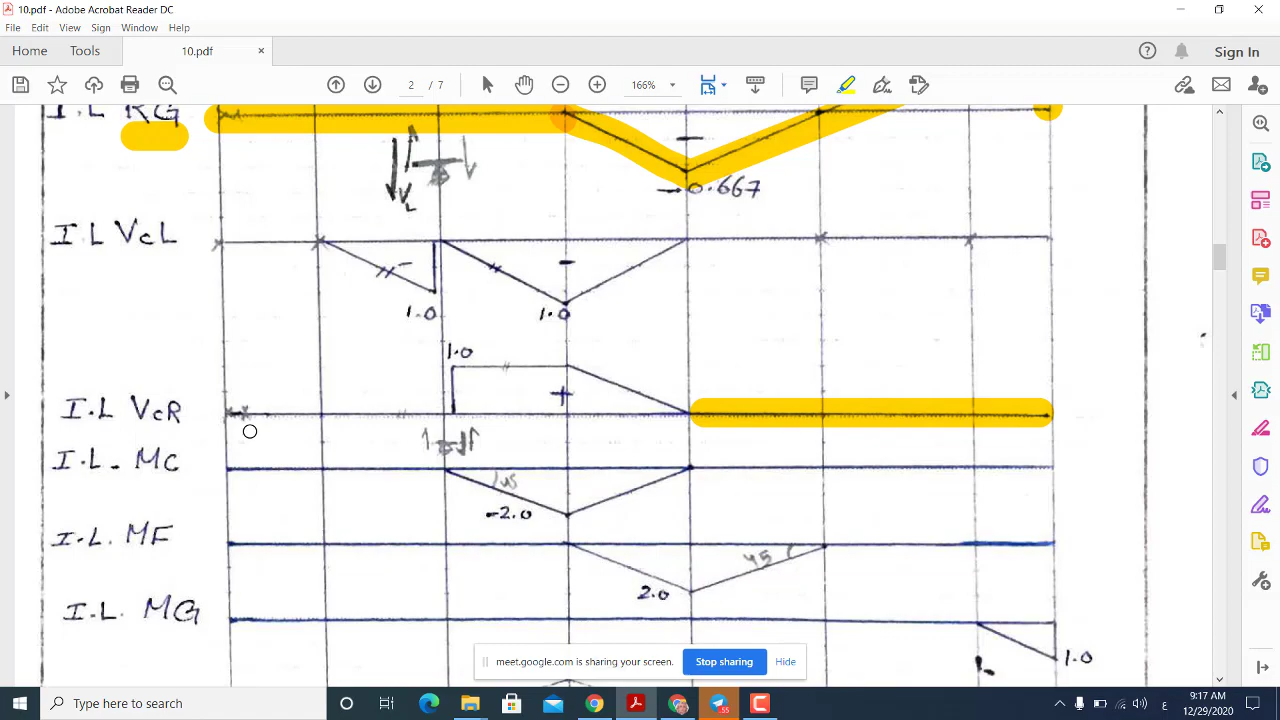 10.pdf - Adobe Acrobat Reader DC
File Edit View Sign Window Help
Home Tools 10.pdf × Sign In
2 / 7 166%
I.L RG
VL
-0.667
I.L VcL
-
-
1.0
1.0
1.0
I.L VcR
+
I.L. MC
-2.0
I.L. MF
45
2.0
I.L. MG
1.0
meet.google.com is sharing your screen. Stop sharing Hide
Type here to search
55
9:17 AM
12/29/2020